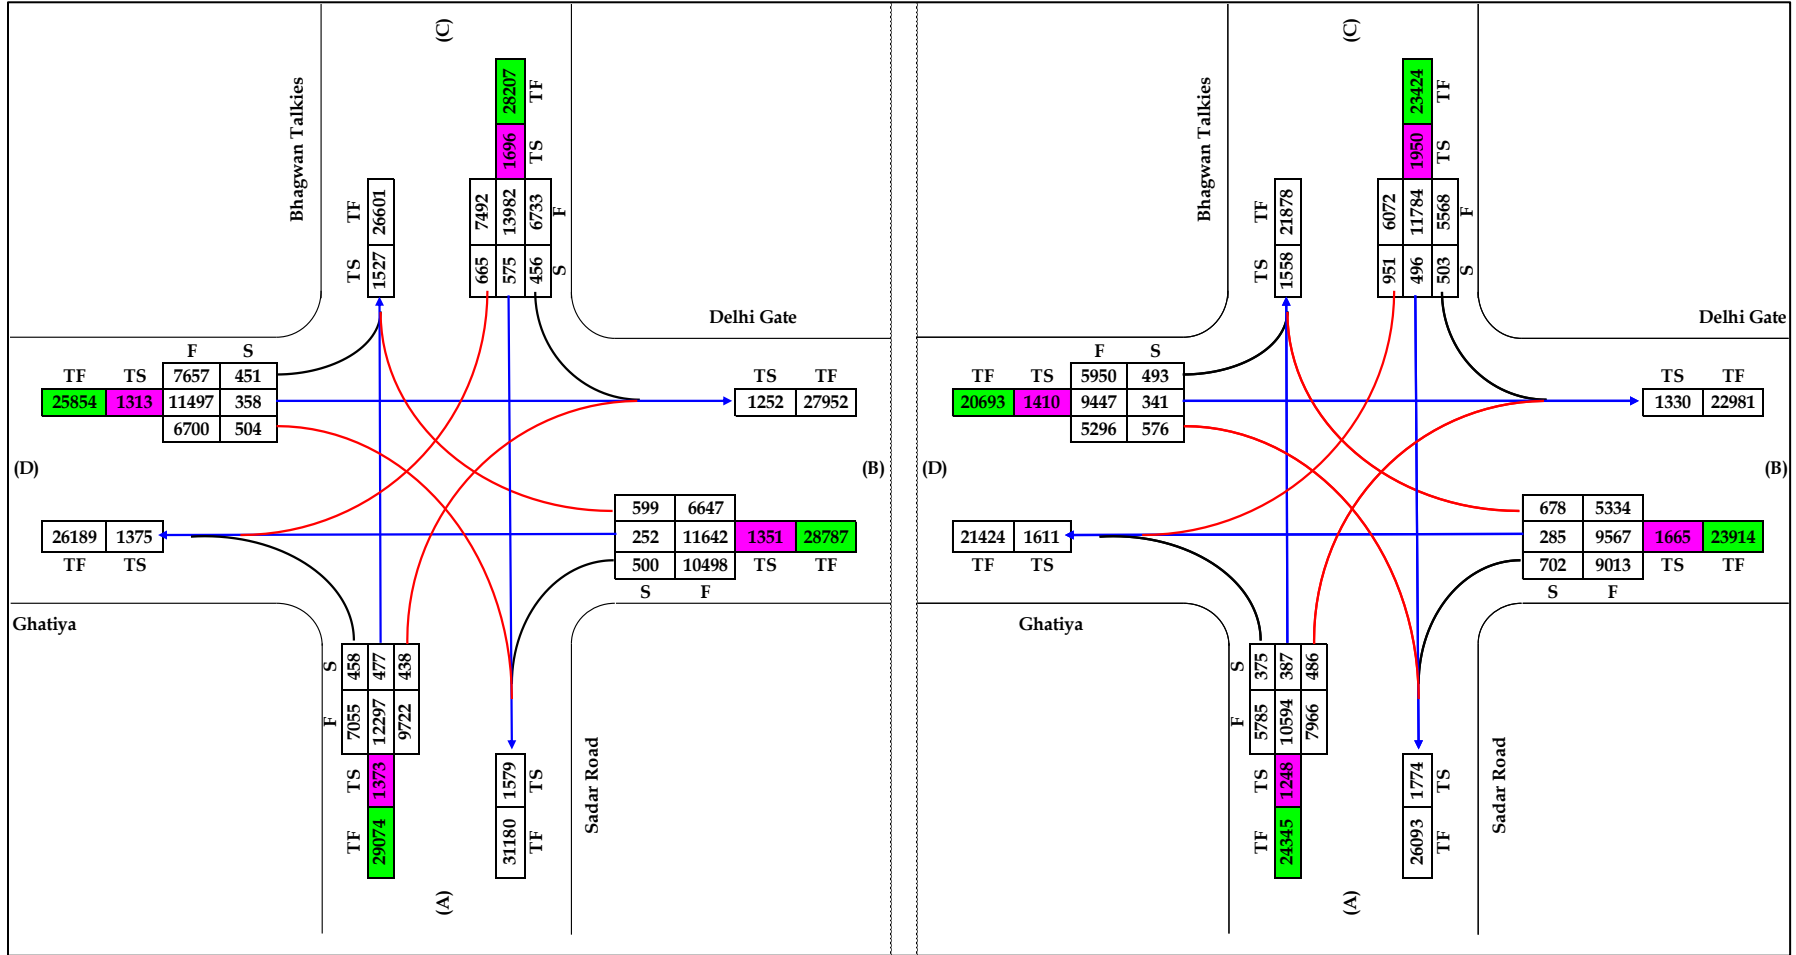 (C)
Bhagwan Talkies
28207 TF
1696 TS
TF 26601
TS 1527
7492 13982 6733 F
665 575 456 S
Delhi Gate
F S
TF TS 7657 451
25854 1313 11497 358
6700 504
TS TF
1252 27952
(D)
(B)
599 6647
252 11642 1351 28787
500 10498 TS TF
S F
26189 1375
TF TS
Ghatiya
S 458 477 438
F 7055 12297 9722
TS 1373
TF 29074
1579 TS
31180 TF
Sadar Road
(A)
(C)
Bhagwan Talkies
23424 TF
1950 TS
TF 21878
TS 1558
6072 11784 5568 F
951 496 503 S
Delhi Gate
F S
TF TS 5950 493
20693 1410 9447 341
5296 576
TS TF
1330 22981
(D)
(B)
678 5334
285 9567 1665 23914
702 9013 TS TF
S F
21424 1611
TF TS
Ghatiya
S 375 387 486
F 5785 10594 7966
TS 1248
TF 24345
1774 TS
26093 TF
Sadar Road
(A)